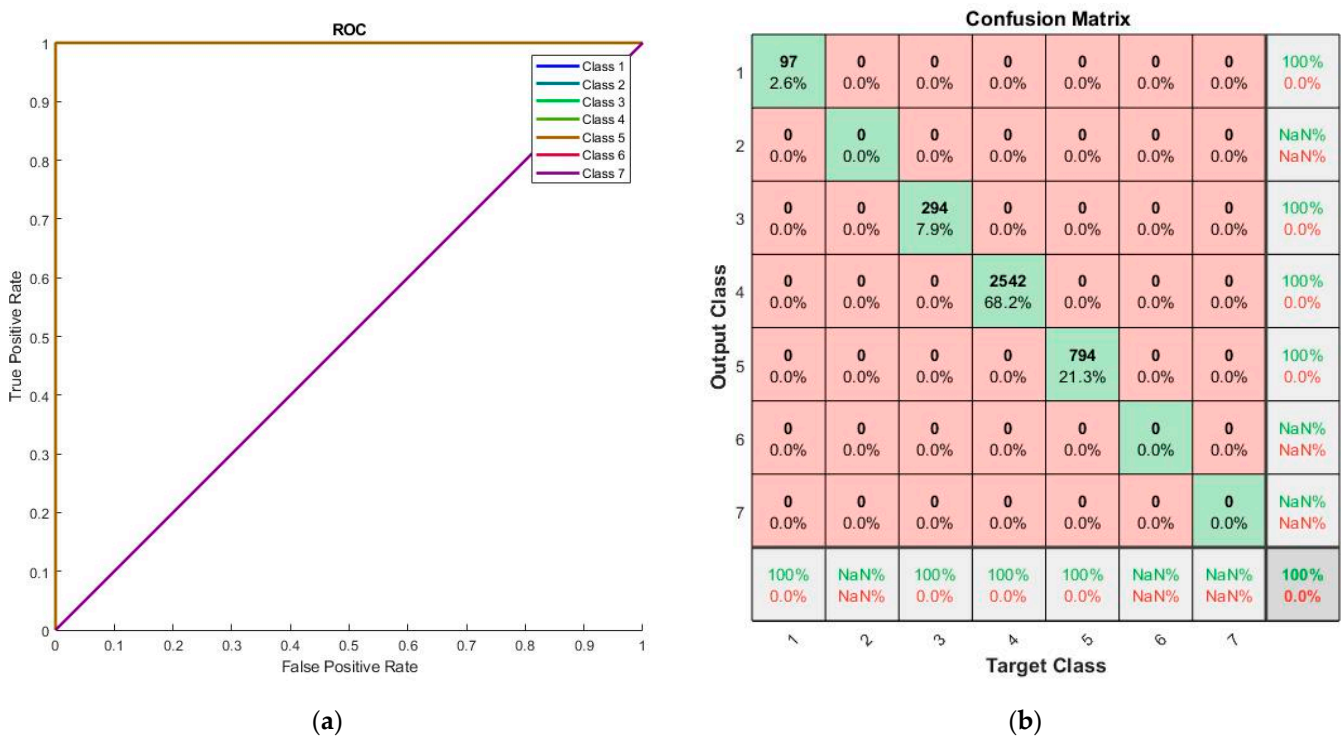 ROC
1
0.9
0.8
0.7
0.6
0.5
0.4
0.3
0.2
0.1
0
True Positive Rate
0 0.1 0.2 0.3 0.4 0.5 0.6 0.7 0.8 0.9 1
False Positive Rate
Class 1
Class 2
Class 3
Class 4
Class 5
Class 6
Class 7
(a)
Confusion Matrix
Output Class
1 97 0 0 0 0 0 0 100%
2.6% 0.0% 0.0% 0.0% 0.0% 0.0% 0.0% 0.0%
2 0 0 0 0 0 0 0 NaN%
0.0% 0.0% 0.0% 0.0% 0.0% 0.0% 0.0% NaN%
3 0 0 294 0 0 0 0 100%
0.0% 0.0% 7.9% 0.0% 0.0% 0.0% 0.0% 0.0%
4 0 0 0 2542 0 0 0 100%
0.0% 0.0% 0.0% 68.2% 0.0% 0.0% 0.0% 0.0%
5 0 0 0 0 794 0 0 100%
0.0% 0.0% 0.0% 0.0% 21.3% 0.0% 0.0% 0.0%
6 0 0 0 0 0 0 0 NaN%
0.0% 0.0% 0.0% 0.0% 0.0% 0.0% 0.0% NaN%
7 0 0 0 0 0 0 0 NaN%
0.0% 0.0% 0.0% 0.0% 0.0% 0.0% 0.0% NaN%
100% NaN% 100% 100% 100% NaN% NaN% 100%
0.0% NaN% 0.0% 0.0% 0.0% NaN% NaN% 0.0%
1 2 3 4 5 6 7
Target Class
(b)